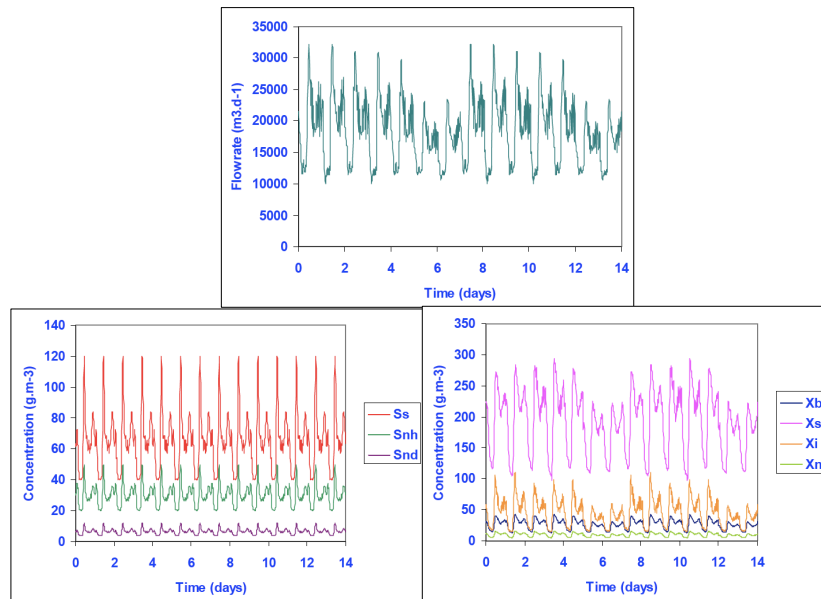 35000
30000
25000
20000
15000
10000
5000
0
Flowrate (m3.d-1)
0 2 4 6 8 10 12 14
Time (days)
140
120
100
80
60
40
20
0
Concentration (g.m-3)
0 2 4 6 8 10 12 14
Time (days)
Ss
Snh
Snd
350
300
250
200
150
100
50
0
Concentration (g.m-3)
0 2 4 6 8 10 12 14
Time (days)
Xb
Xs
Xi
Xn